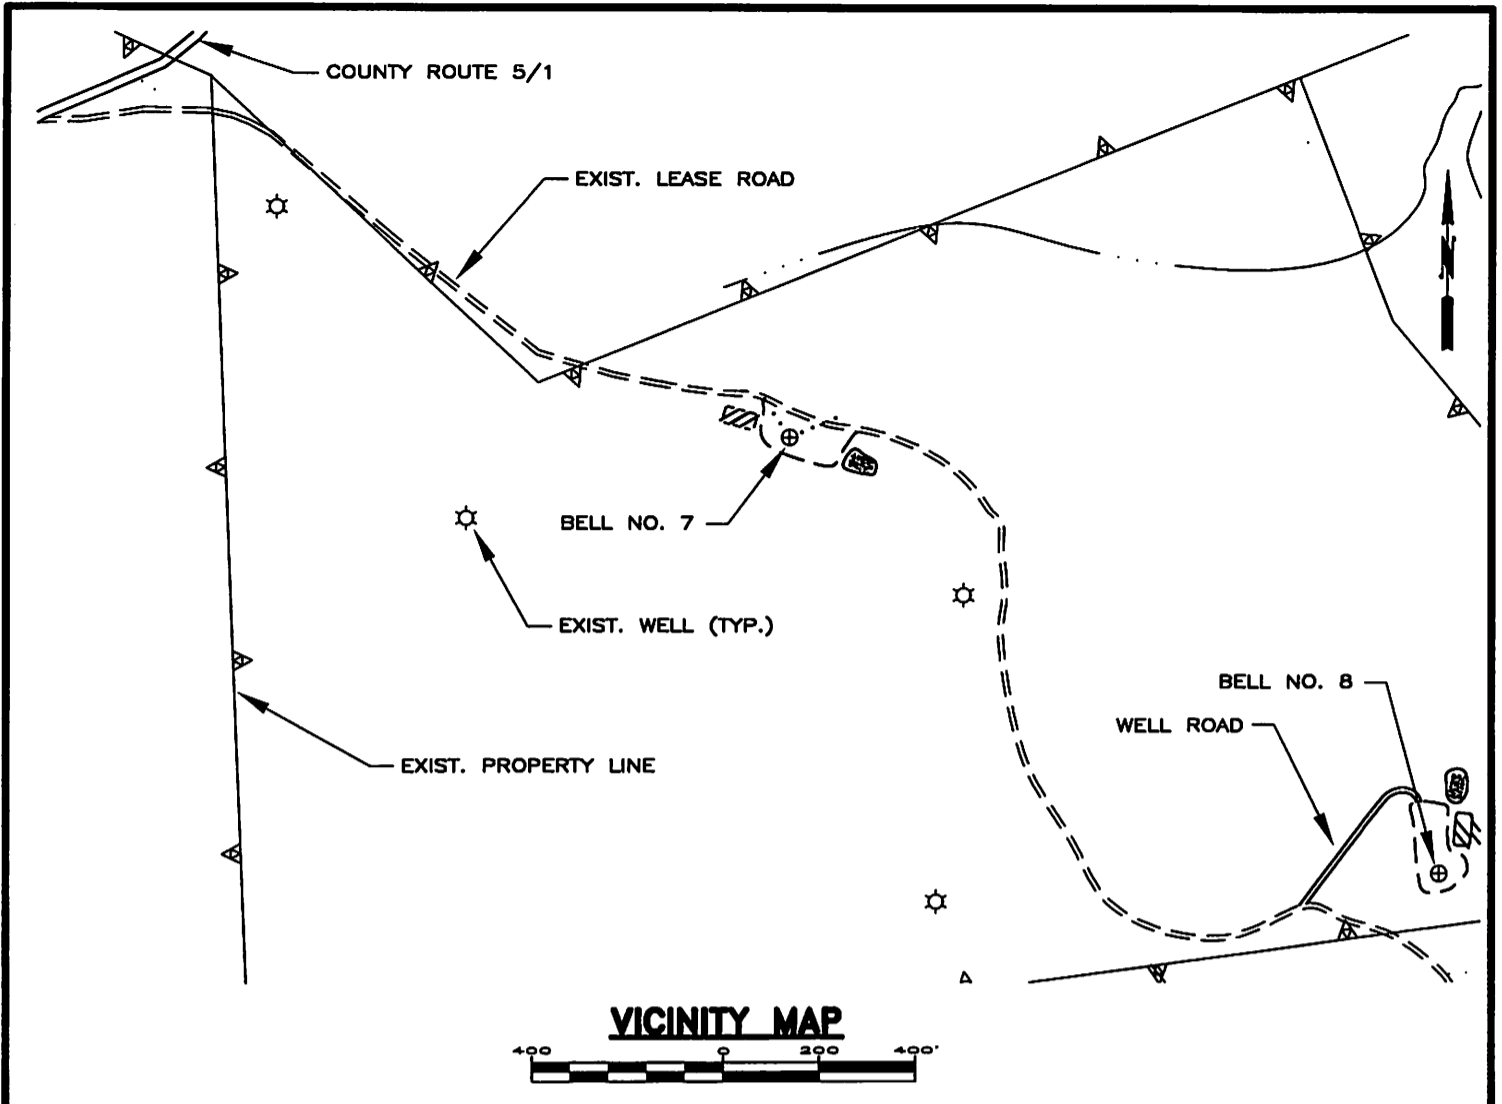 COUNTY ROUTE 5/1
EXIST. LEASE ROAD
N
BELL NO. 7
EXIST. WELL (TYP.)
BELL NO. 8
WELL ROAD
EXIST. PROPERTY LINE
VICINITY MAP
400 0 200 400'